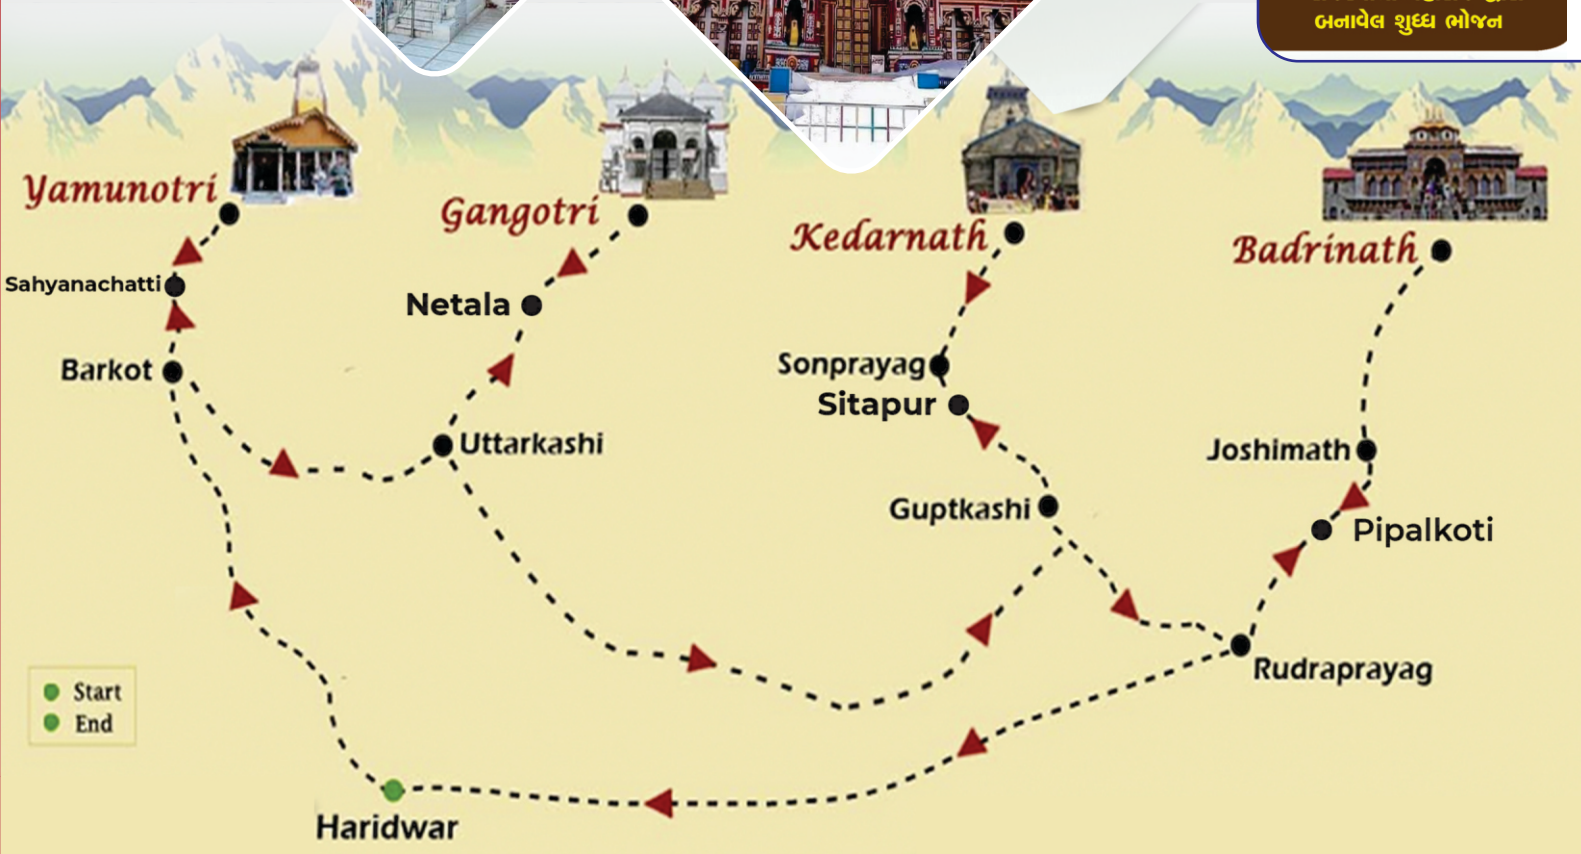 બનાવેલ શુધ્ધ ભોજન
Yamunotri
Gangotri
Kedarnath
Badrinath
Sahyanachatti
Netala
Barkot
Sonprayag
Sitapur
Uttarkashi
Joshimath
Guptkashi
Pipalkoti
Rudraprayag
Start
End
Haridwar